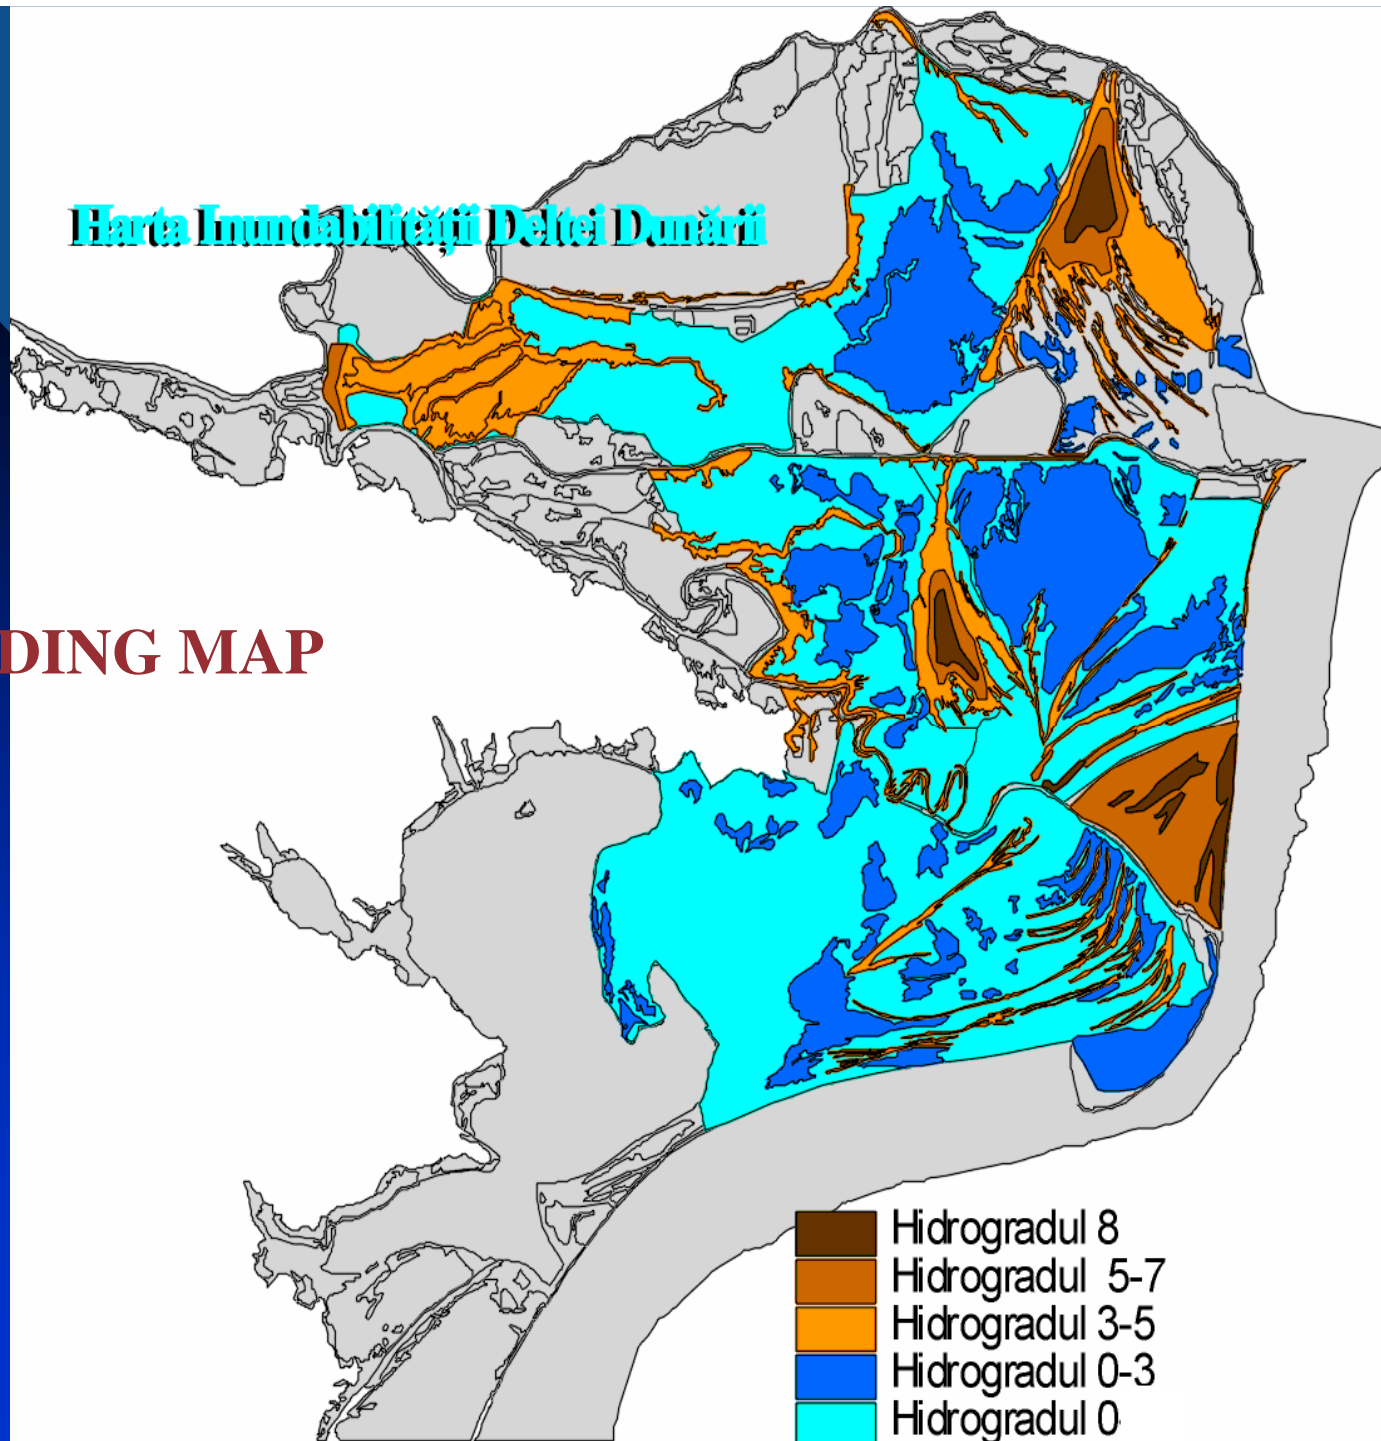 Harta Inundabilității Deltei Dunării
DING MAP
Hidrogradul 8
Hidrogradul 5-7
Hidrogradul 3-5
Hidrogradul 0-3
Hidrogradul 0